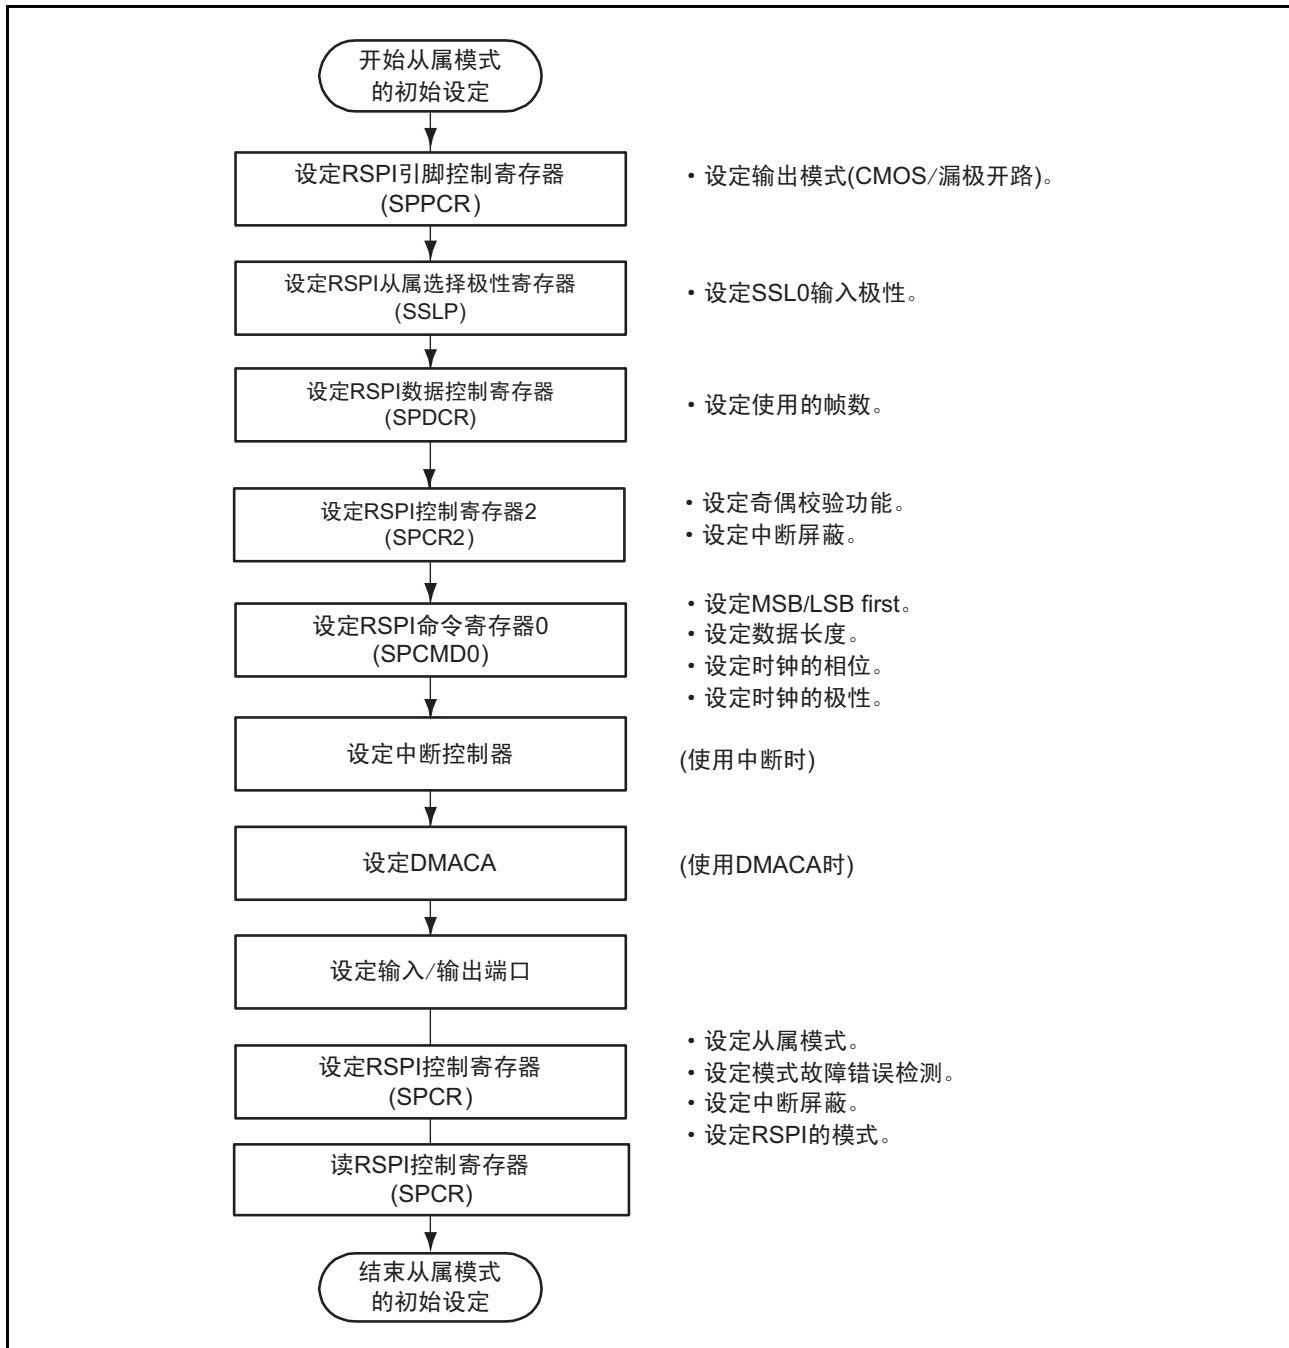 开始从属模式
的初始设定
设定RSPI引脚控制寄存器
(SPPCR)
・设定输出模式(CMOS/漏极开路)。
设定RSPI从属选择极性寄存器
(SSLP)
・设定SSL0输入极性。
设定RSPI数据控制寄存器
(SPDCR)
・设定使用的帧数。
设定RSPI控制寄存器2
(SPCR2)
・设定奇偶校验功能。
・设定中断屏蔽。
设定RSPI命令寄存器0
(SPCMD0)
・设定MSB/LSB first。
・设定数据长度。
・设定时钟的相位。
・设定时钟的极性。
设定中断控制器
(使用中断时)
设定DMACA
(使用DMACA时)
设定输入/输出端口
设定RSPI控制寄存器
(SPCR)
・设定从属模式。
・设定模式故障错误检测。
・设定中断屏蔽。
・设定RSPI的模式。
读RSPI控制寄存器
(SPCR)
结束从属模式
的初始设定